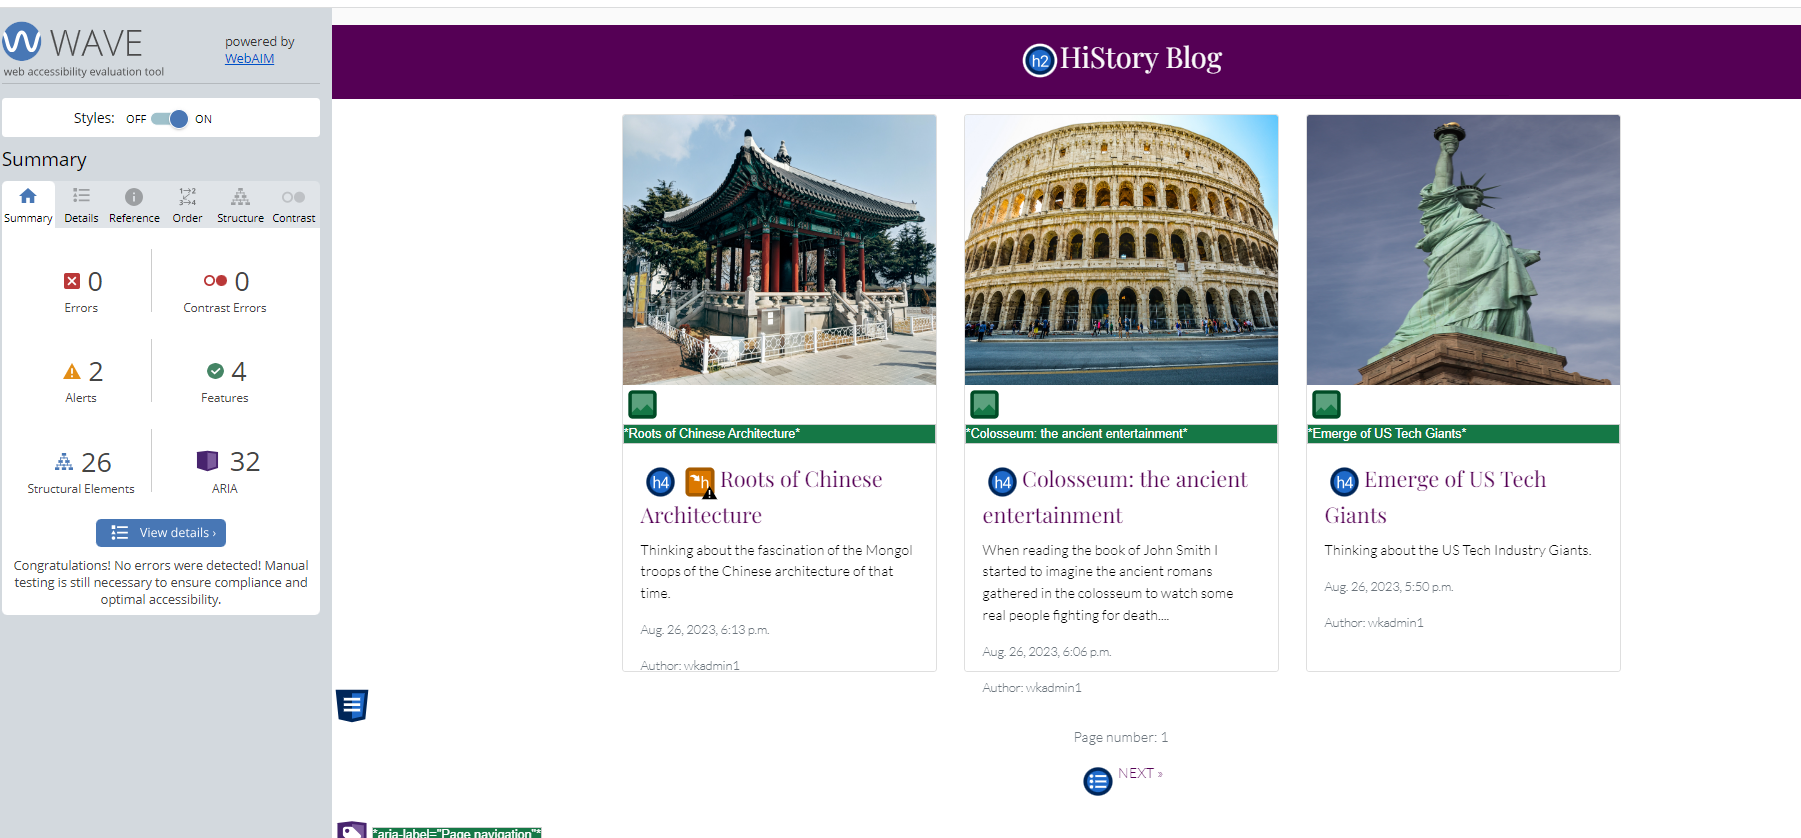 WAVE
powered by
WebAIM
web accessibility evaluation tool
Styles: OFF ON
Summary
Summary Details Reference Order Structure Contrast
0
Errors
0
Contrast Errors
2
Alerts
4
Features
26
Structural Elements
32
ARIA
View details ›
Congratulations! No errors were detected! Manual
testing is still necessary to ensure compliance and
optimal accessibility.
h2 HiStory Blog
*Roots of Chinese Architecture*
h4 h Roots of Chinese
Architecture
Thinking about the fascination of the Mongol
troops of the Chinese architecture of that
time.
Aug. 26, 2023, 6:13 p.m.
Author: wkadmin1
*Colosseum: the ancient entertainment*
h4 Colosseum: the ancient
entertainment
When reading the book of John Smith I
started to imagine the ancient romans
gathered in the colosseum to watch some
real people fighting for death....
Aug. 26, 2023, 6:06 p.m.
Author: wkadmin1
*Emerge of US Tech Giants*
h4 Emerge of US Tech
Giants
Thinking about the US Tech Industry Giants.
Aug. 26, 2023, 5:50 p.m.
Author: wkadmin1
Page number: 1
NEXT »
*aria-label="Page navigation"*